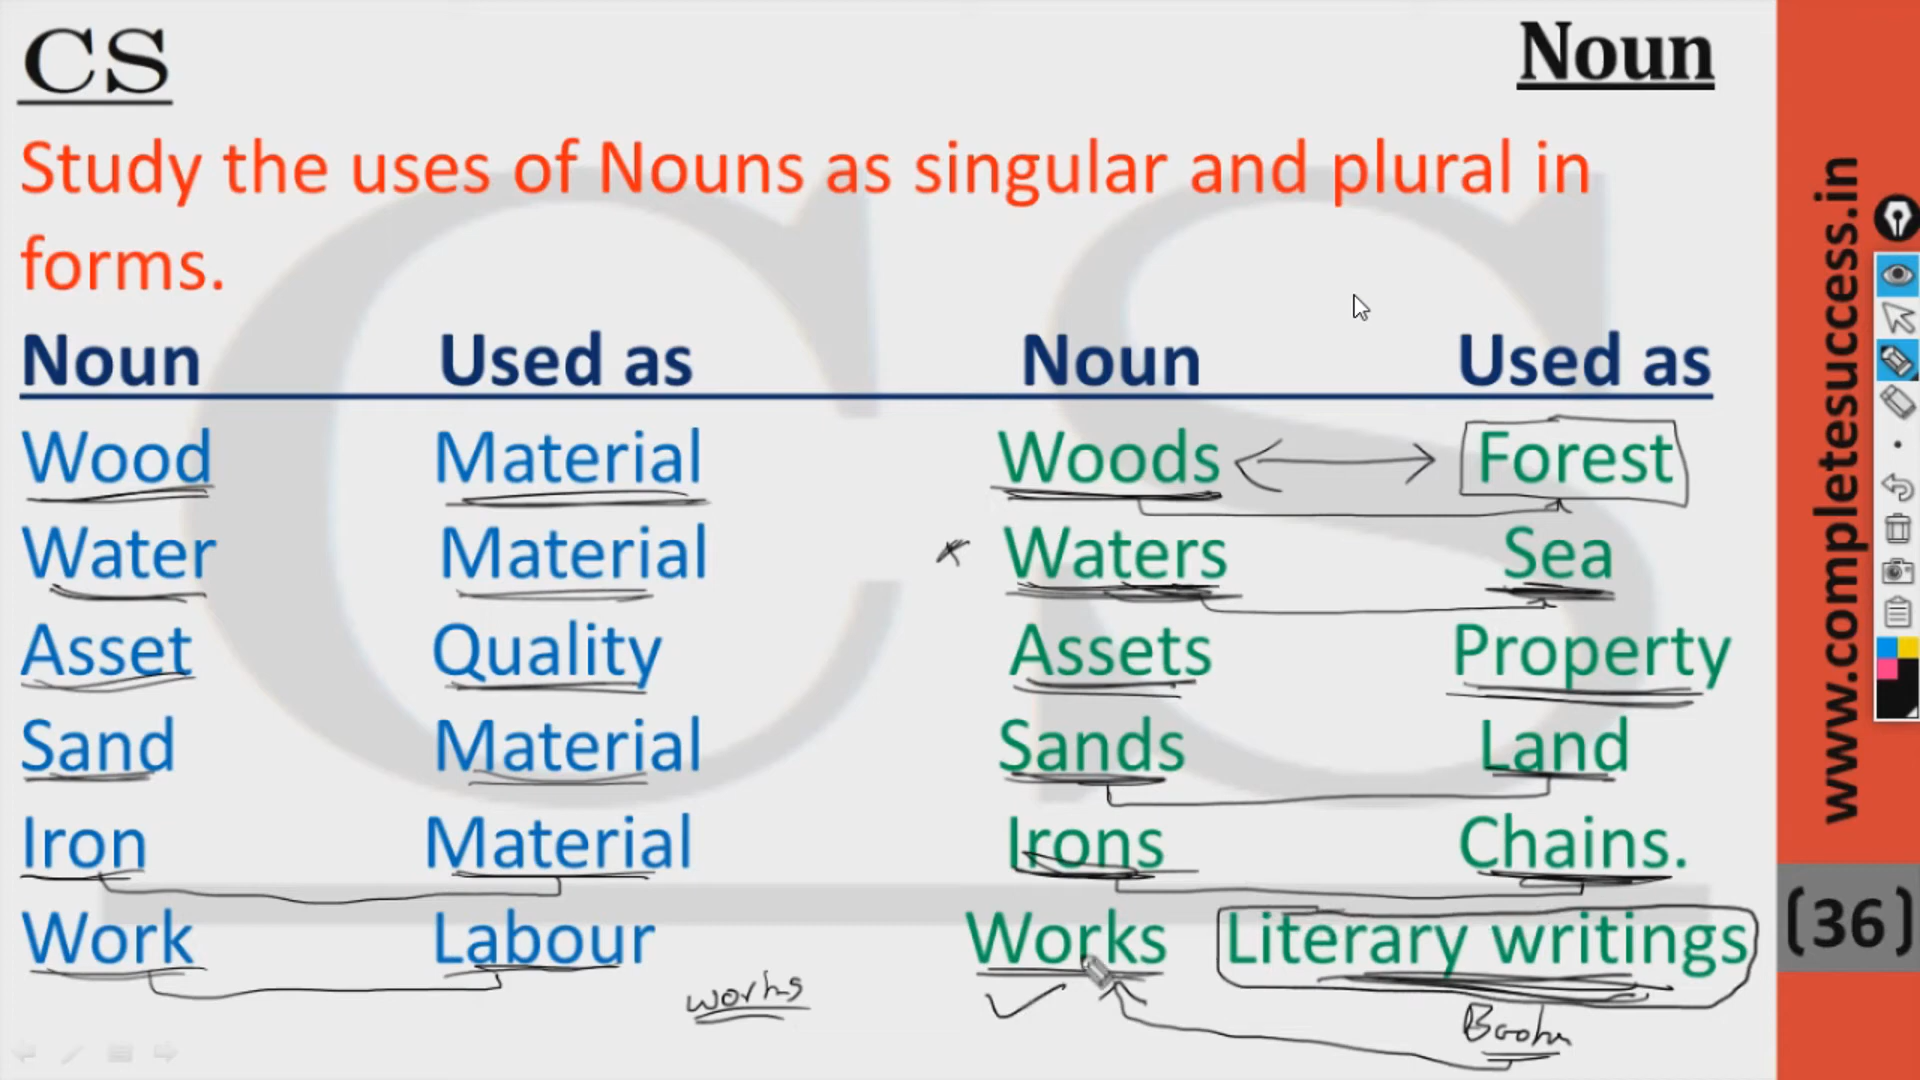 CS
Noun
Study the uses of Nouns as singular and plural in
forms.
Noun Used as Noun Used as
Wood Material Woods Forest
Water Material Waters Sea
Asset Quality Assets Property
Sand Material Sands Land
Iron Material Irons Chains.
Work Labour Works Literary writings
works
www.completesuccess.in
(36)